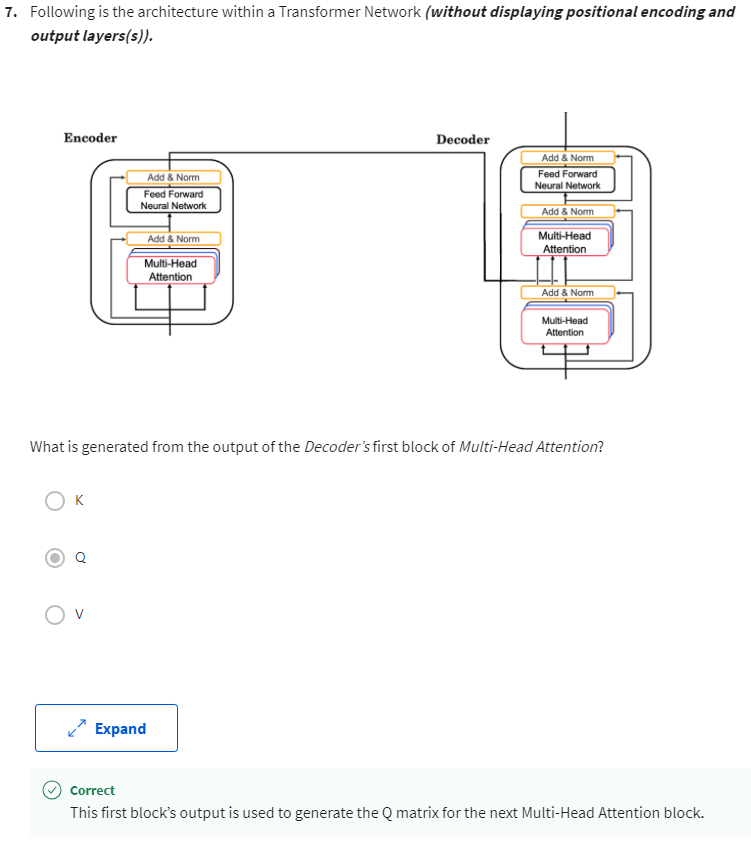 7. Following is the architecture within a Transformer Network (without displaying positional encoding and
output layers(s)).
Encoder
Add & Norm
Feed Forward
Neural Network
Add & Norm
Multi-Head
Attention
Decoder
Add & Norm
Feed Forward
Neural Network
Add & Norm
Multi-Head
Attention
Add & Norm
Multi-Head
Attention
What is generated from the output of the Decoder's first block of Multi-Head Attention?
K
Q
V
Expand
Correct
This first block's output is used to generate the Q matrix for the next Multi-Head Attention block.